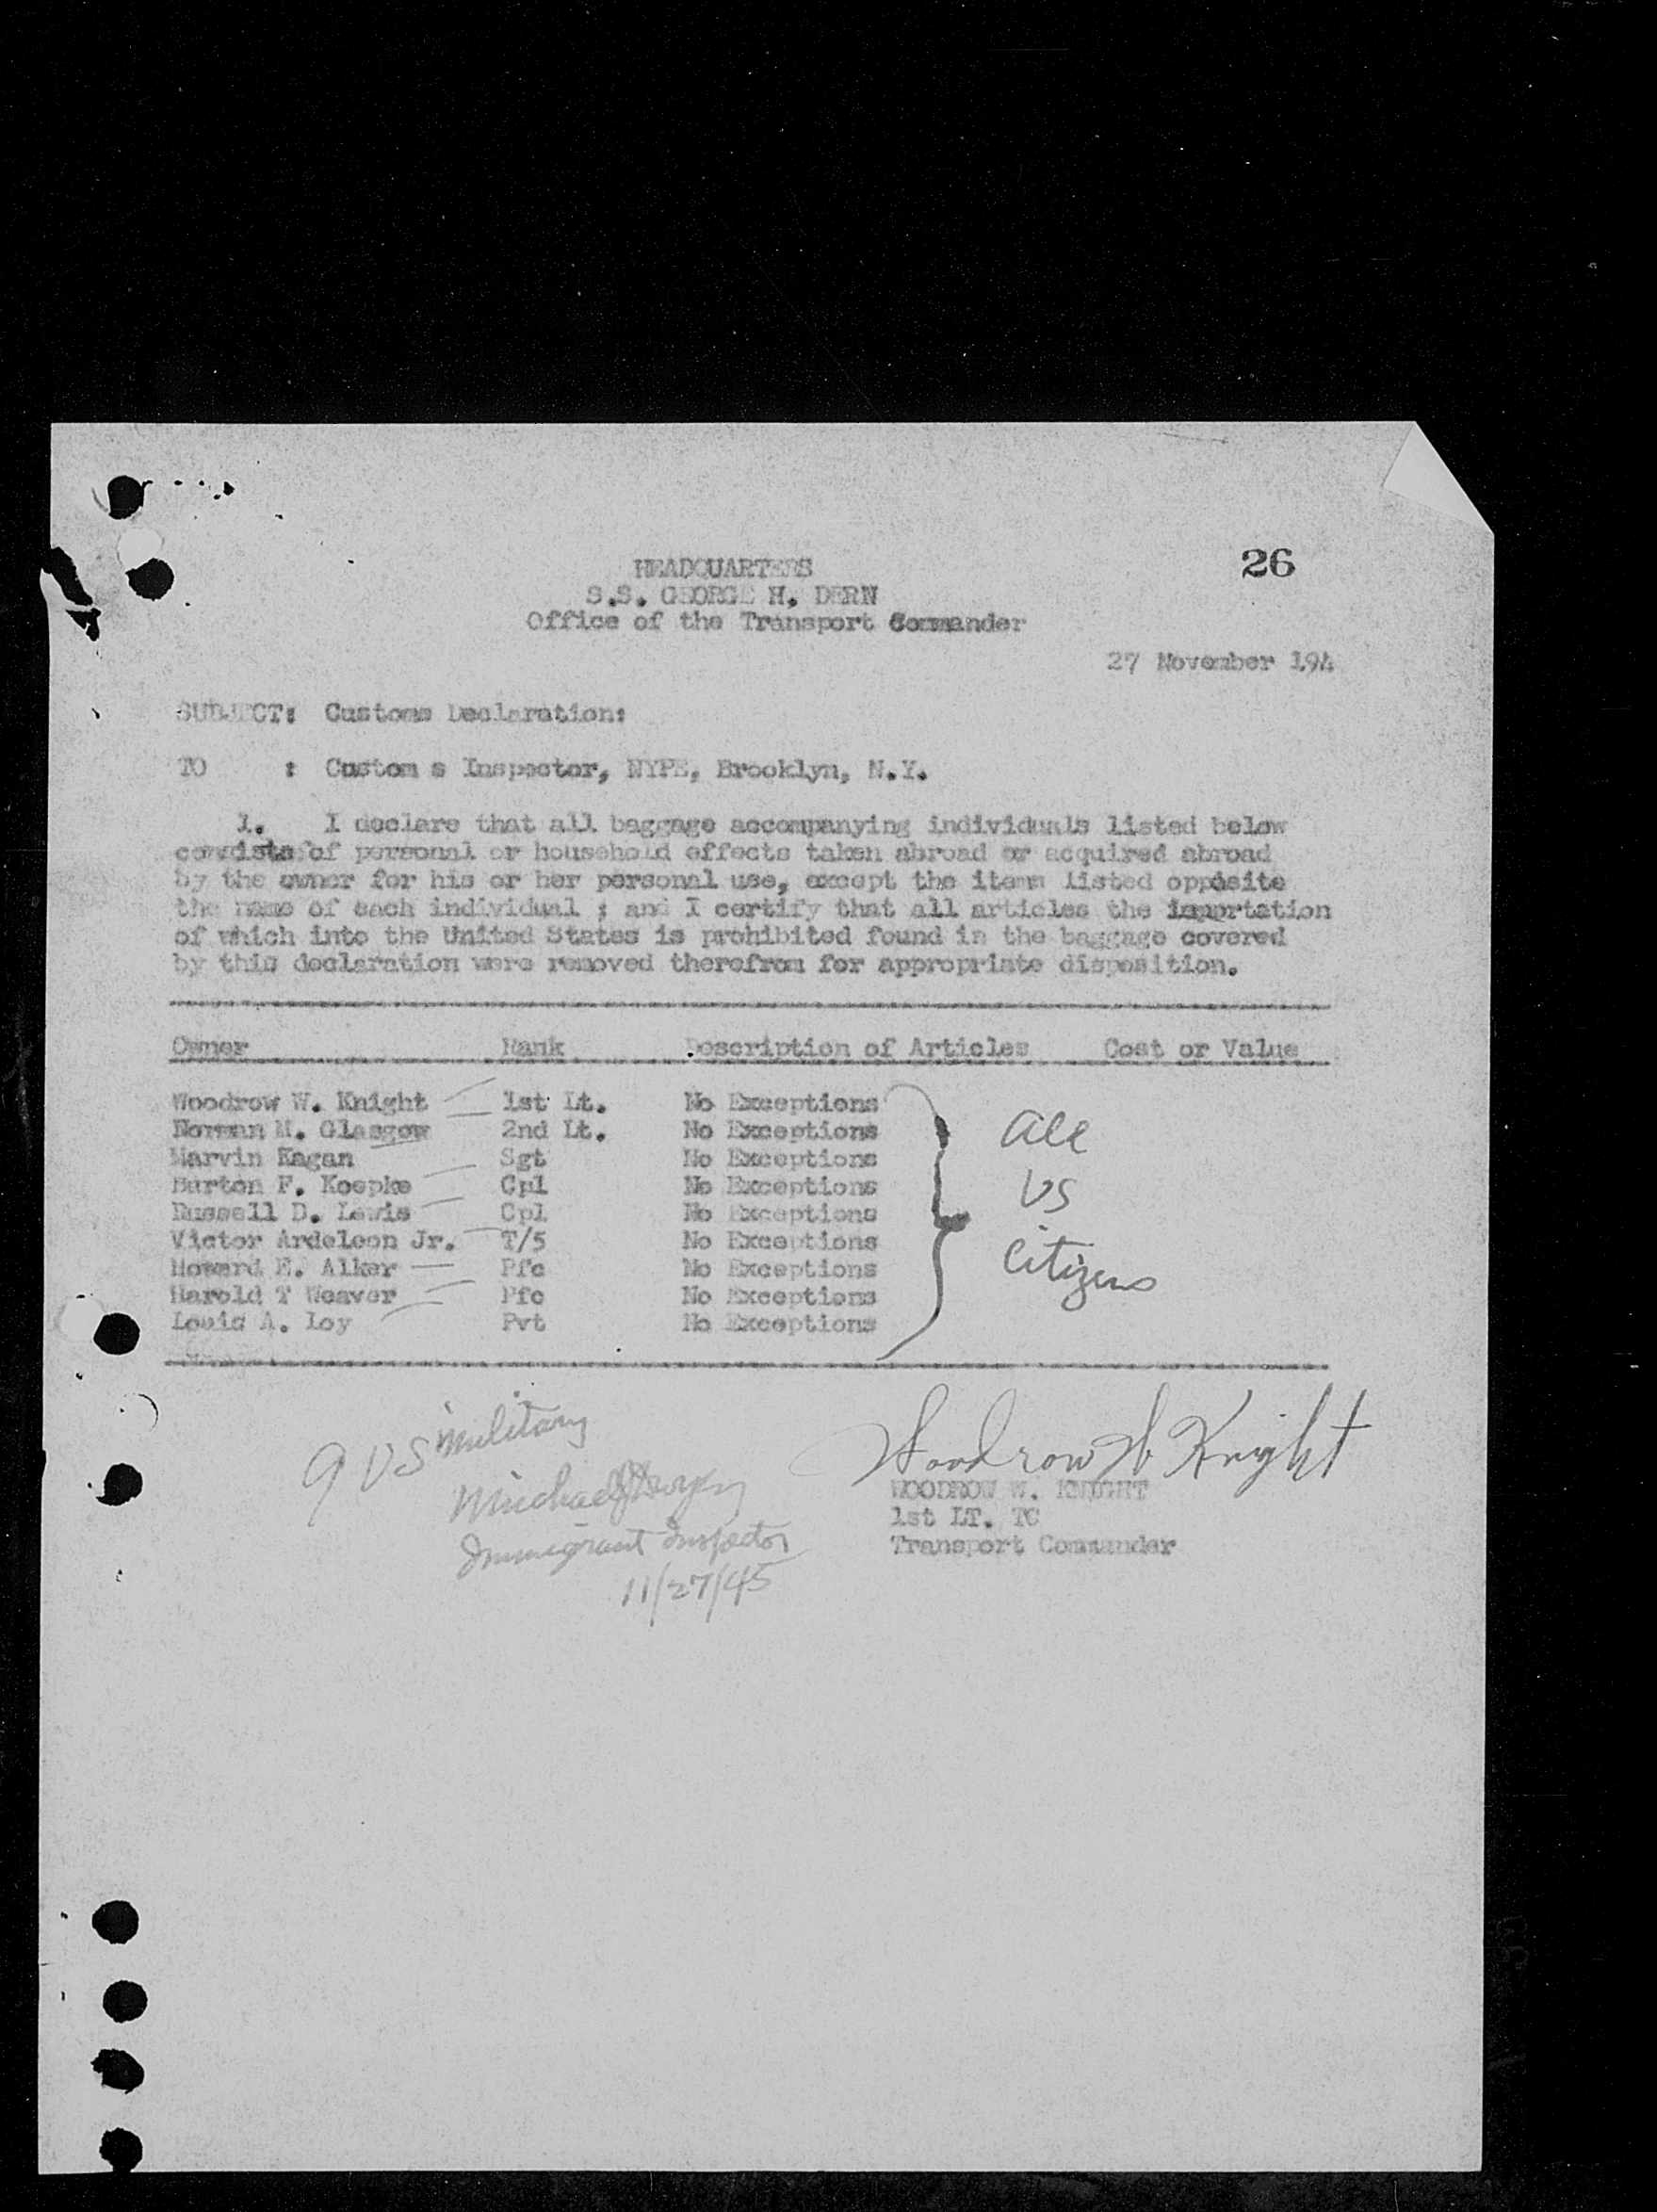 26
HEADQUARTERS
S.S. GEORGE H. DERN
Office of the Transport Commander
27 November 194
SUBJECT: Customs Declaration:
TO : Custom s Inspector, NYPE, Brooklyn, N.Y.
1. I declare that all baggage accompanying individuals listed below
consists of personal or household effects taken abroad or acquired abroad
by the owner for his or her personal use, except the items listed opposite
the name of each individual ; and I certify that all articles the importation
of which into the United States is prohibited found in the baggage covered
by this declaration were removed therefrom for appropriate disposition.
Owner Rank Description of Articles Cost or Value
Woodrow W. Knight 1st Lt. No Exceptions
Norman M. Glasgow 2nd Lt. No Exceptions
Marvin Kagan Sgt No Exceptions
Burton F. Koepke Cpl No Exceptions
Russell D. Lewis Cpl No Exceptions
Victor Ardeleon Jr. T/5 No Exceptions
Howard E. Alker Pfc No Exceptions
Harold T Weaver Pfc No Exceptions
Louis A. Loy Pvt No Exceptions
All
US
Citizens
9 US Military
Michael
Immigrant Inspector
11/27/45
Woodrow W Knight
WOODROW W. KNIGHT
1st LT. TC
Transport Commander